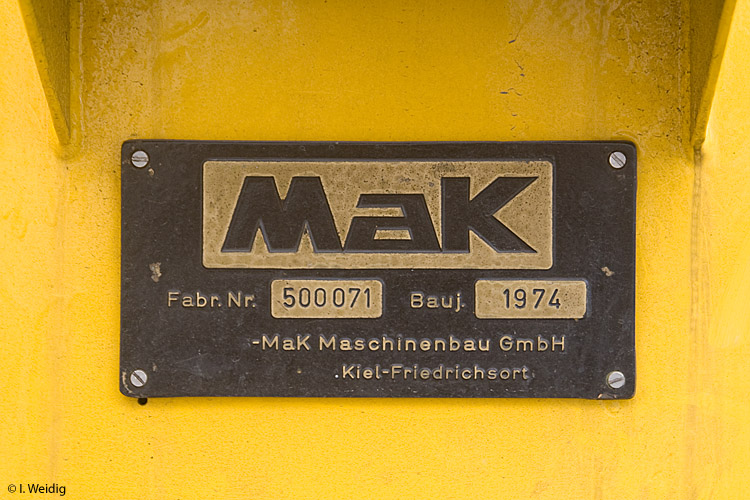 MaK
Fabr. Nr. 500071 Bauj. 1974
-MaK Maschinenbau GmbH
.Kiel-Friedrichsort
© I. Weidig